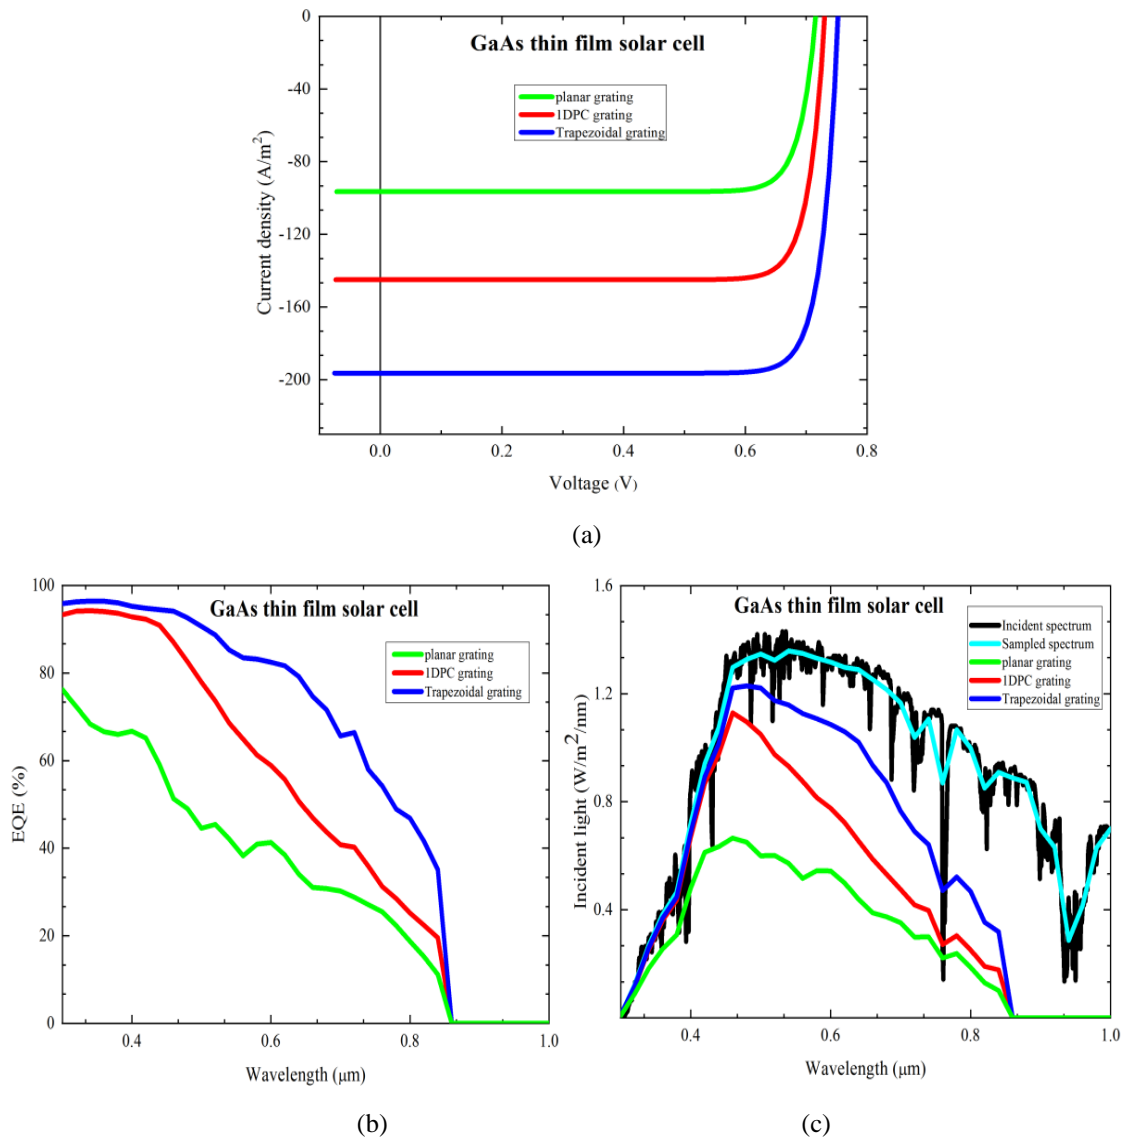 GaAs thin film solar cell
planar grating
1DPC grating
Trapezoidal grating
0
-40
-80
-120
-160
-200
Current density (A/m2)
0.0 0.2 0.4 0.6 0.8
Voltage (V)
(a)
GaAs thin film solar cell
planar grating
1DPC grating
Trapezoidal grating
100
80
60
40
20
0
EQE (%)
0.4 0.6 0.8 1.0
Wavelength (μm)
(b)
GaAs thin film solar cell
Incident spectrum
Sampled spectrum
planar grating
1DPC grating
Trapezoidal grating
1.6
1.2
0.8
0.4
Incident light (W/m2/nm)
0.4 0.6 0.8 1.0
Wavelength (μm)
(c)